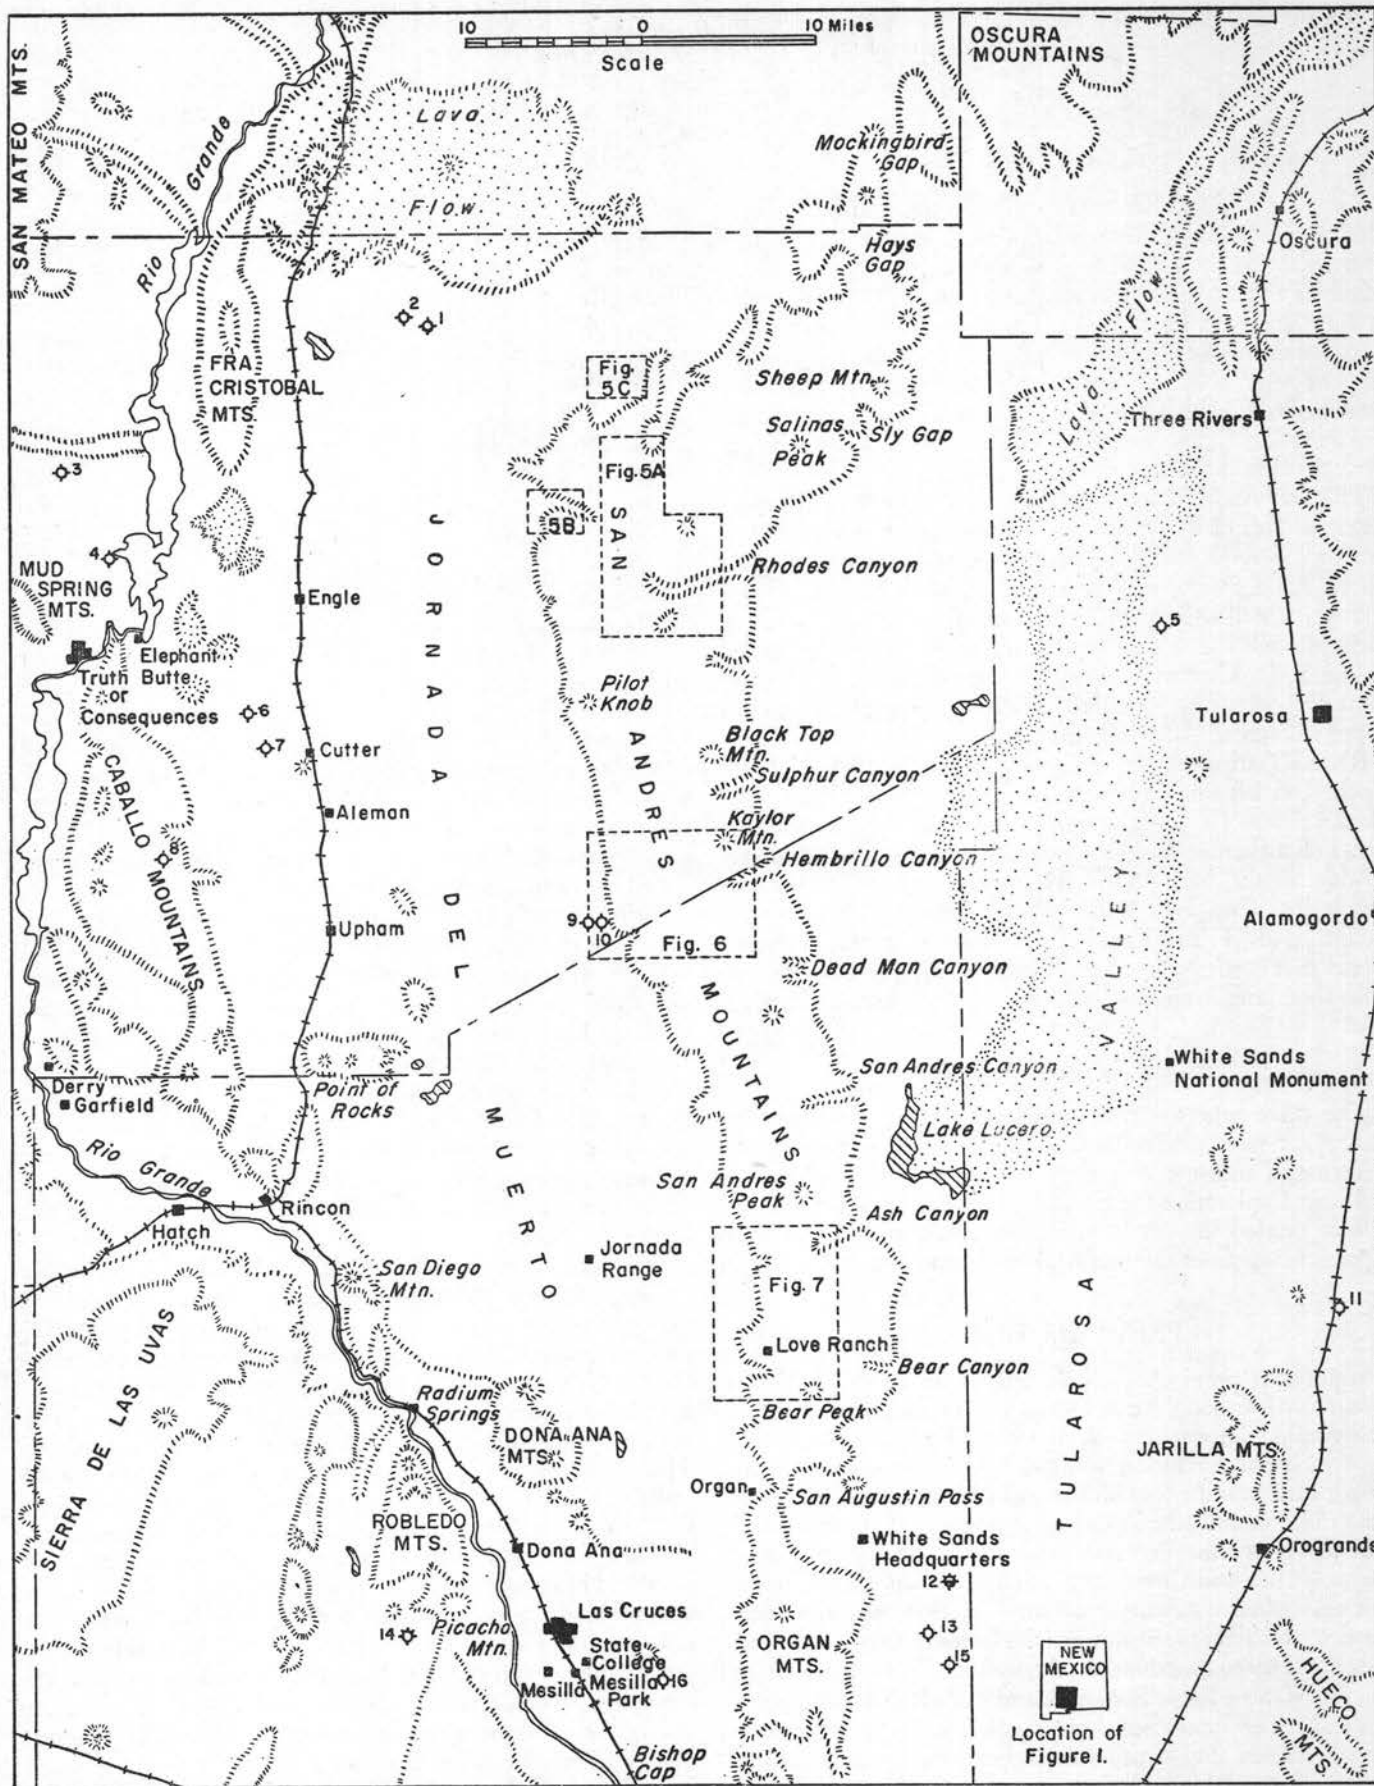 10 0 10 Miles
Scale
SAN MATEO MTS.
Rio Grande
Lava
Flow
OSCURA
MOUNTAINS
Mockingbird
Gap
Hays
Gap
Oscura
2
1
FRA
CRISTOBAL
MTS.
Fig.
5C
Sheep Mtn.
Salinas
Peak
Sly Gap
Lava Flow
Three Rivers
3
Fig. 5A
5B
4
MUD
SPRING
MTS.
Engle
Rhodes Canyon
5
Elephant
Butte
Truth
or
Consequences
Pilot
Knob
Tularosa
6
7
Cutter
Black Top
Mtn.
Sulphur Canyon
Aleman
CABALLO MOUNTAINS
8
Kaylor
Mtn.
Hembrillo Canyon
JORNADA DEL MUERTO
SAN ANDRES MOUNTAINS
Upham
9
10
Fig. 6
Alamogordo
Dead Man Canyon
TULAROSA VALLEY
Derry
Garfield
Point of
Rocks
San Andres Canyon
White Sands
National Monument
Lake Lucero
Rio Grande
Rincon
Hatch
San Andres
Peak
Ash Canyon
San Diego
Mtn.
Jornada
Range
Fig. 7
11
SIERRA DE LAS UVAS
Love Ranch
Bear Canyon
Radium
Springs
Bear Peak
DONA ANA
MTS.
JARILLA MTS.
Organ
San Augustin Pass
ROBLEDO
MTS.
Dona Ana
White Sands
Headquarters
Orogrande
12
Las Cruces
13
14
Picacho
Mtn.
State
College
Mesilla
Mesilla
Park
16
ORGAN
MTS.
15
NEW
MEXICO
Location of
Figure 1.
HUECO
MTS.
Bishop
Cap